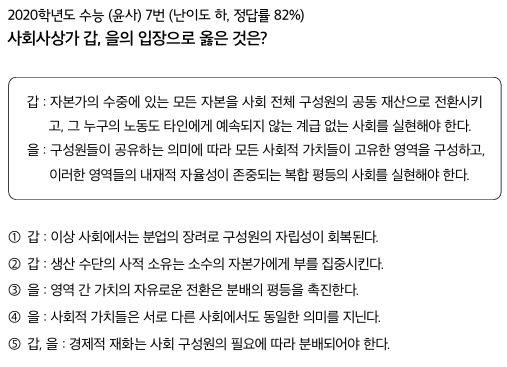 2020학년도 수능 (윤사) 7번 (난이도 하, 정답률 82%)
사회사상가 갑, 을의 입장으로 옳은 것은?
갑 : 자본가의 수중에 있는 모든 자본을 사회 전체 구성원의 공동 재산으로 전환시키
고, 그 누구의 노동도 타인에게 예속되지 않는 계급 없는 사회를 실현해야 한다.
을 : 구성원들이 공유하는 의미에 따라 모든 사회적 가치들이 고유한 영역을 구성하고,
이러한 영역들의 내재적 자율성이 존중되는 복합 평등의 사회를 실현해야 한다.
① 갑 : 이상 사회에서는 분업의 장려로 구성원의 자립성이 회복된다.
② 갑 : 생산 수단의 사적 소유는 소수의 자본가에게 부를 집중시킨다.
③ 을 : 영역 간 가치의 자유로운 전환은 분배의 평등을 촉진한다.
④ 을 : 사회적 가치들은 서로 다른 사회에서도 동일한 의미를 지닌다.
⑤ 갑, 을 : 경제적 재화는 사회 구성원의 필요에 따라 분배되어야 한다.